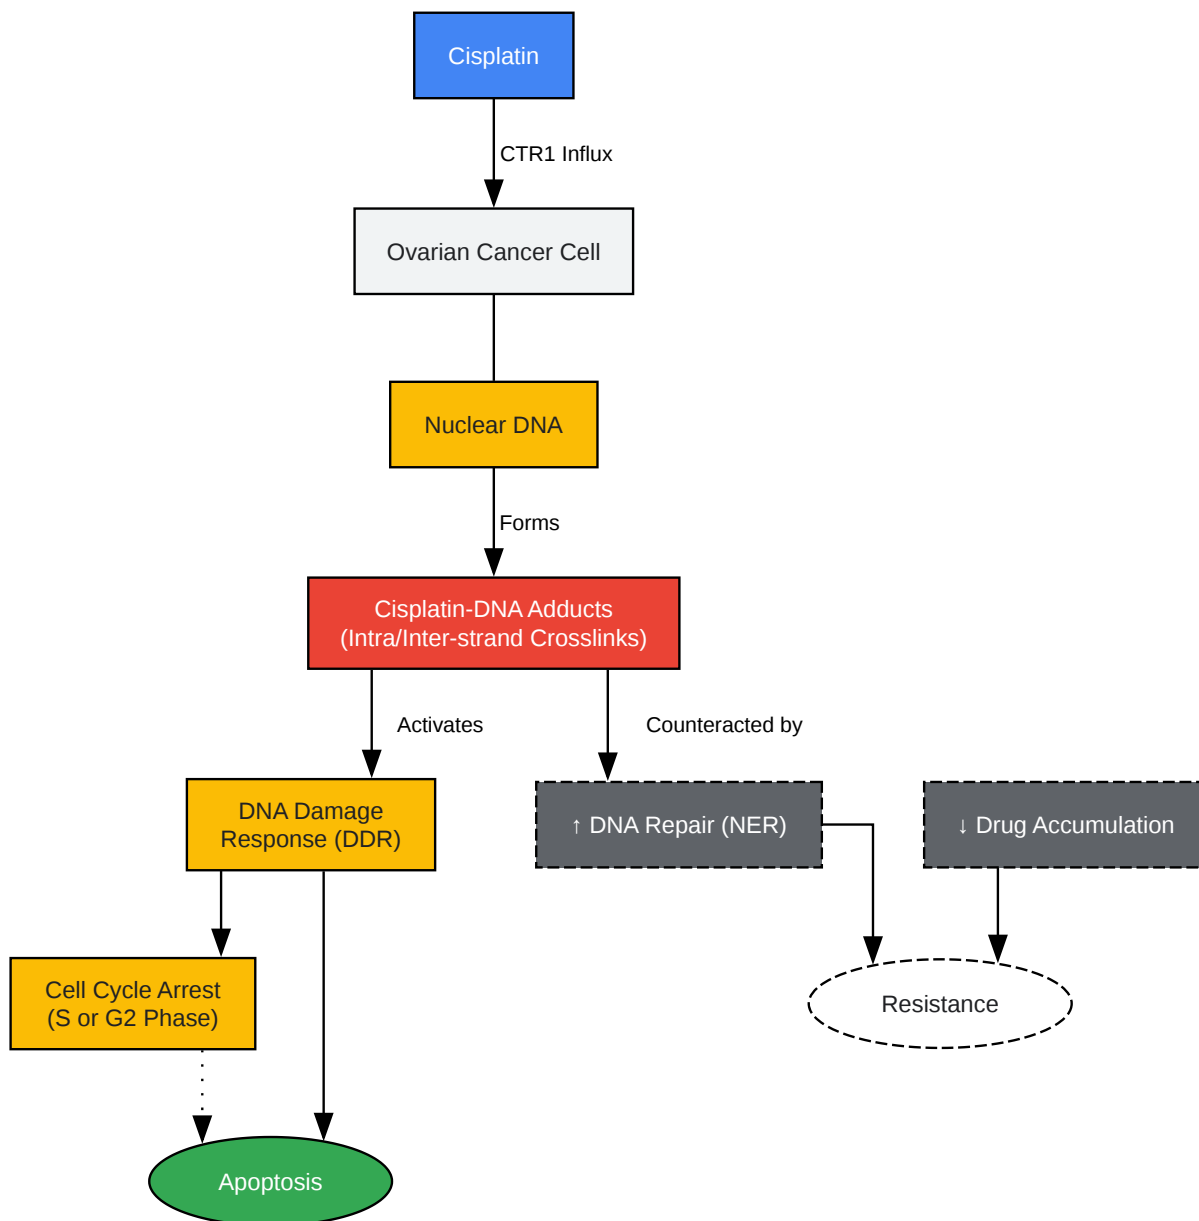 Cisplatin
CTR1 Influx
Ovarian Cancer Cell
Nuclear DNA
Forms
Cisplatin-DNA Adducts
(Intra/Inter-strand Crosslinks)
Activates
Counteracted by
DNA Damage
Response (DDR)
↑ DNA Repair (NER)
↓ Drug Accumulation
Cell Cycle Arrest
(S or G2 Phase)
Resistance
Apoptosis